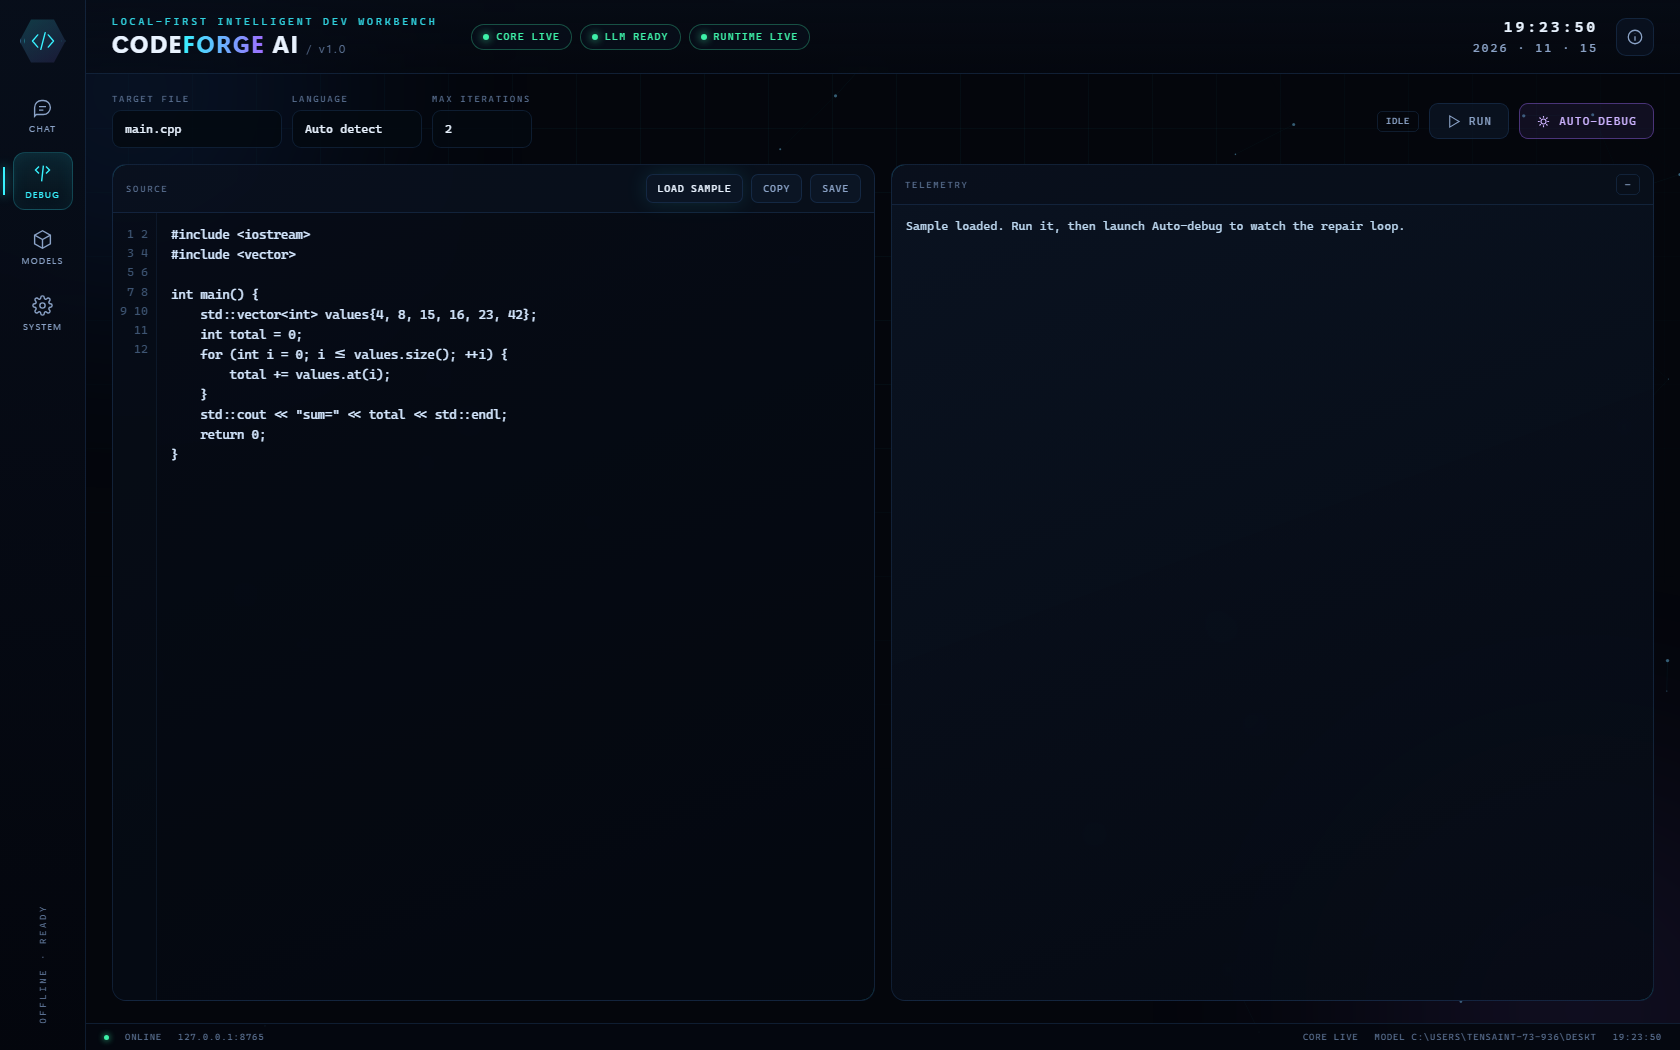 LOCAL-FIRST INTELLIGENT DEV WORKBENCH
CODEFORGE AI / v1.0
CORE LIVE
LLM READY
RUNTIME LIVE
19:23:50
2026 · 11 · 15
CHAT
DEBUG
MODELS
SYSTEM
OFFLINE · READY
TARGET FILE
main.cpp
LANGUAGE
Auto detect
MAX ITERATIONS
2
IDLE
RUN
AUTO-DEBUG
SOURCE
LOAD SAMPLE
COPY
SAVE
1 2
3 4
5 6
7 8
9 10
11
12
#include <iostream>
#include <vector>
int main() {
    std::vector<int> values{4, 8, 15, 16, 23, 42};
    int total = 0;
    for (int i = 0; i <= values.size(); ++i) {
        total += values.at(i);
    }
    std::cout << "sum=" << total << std::endl;
    return 0;
}
TELEMETRY
–
Sample loaded. Run it, then launch Auto-debug to watch the repair loop.
ONLINE 127.0.0.1:8765
CORE LIVE MODEL C:\USERS\TENSAINT-73-936\DESKT 19:23:50